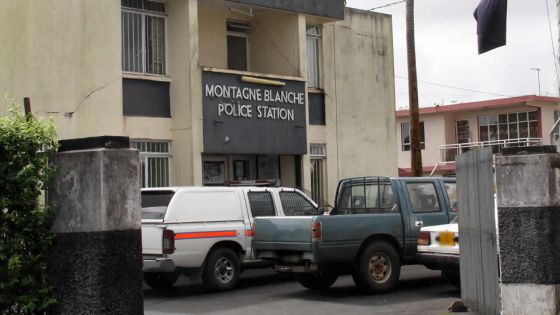 MONTAGNE BLANCHE
POLICE STATION